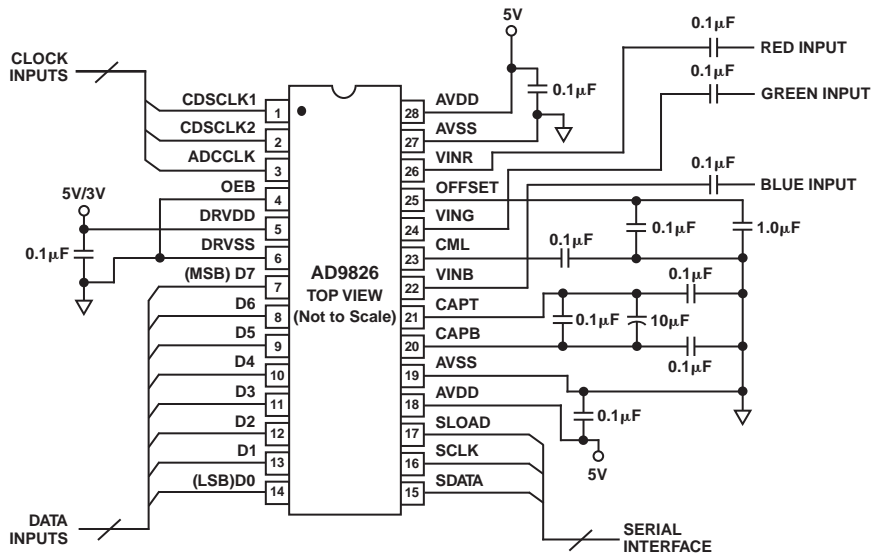 5V
0.1μF
RED INPUT
CLOCK INPUTS
0.1μF
GREEN INPUT
CDSCLK1
1
28
AVDD
0.1μF
CDSCLK2
2
27
AVSS
ADCCLK
3
26
VINR
0.1μF
BLUE INPUT
OEB
4
25
OFFSET
5V/3V
DRVDD
5
24
VING
0.1μF
1.0μF
0.1μF
DRVSS
6
23
CML
0.1μF
AD9826
TOP VIEW
(Not to Scale)
(MSB) D7
7
22
VINB
0.1μF
D6
8
21
CAPT
0.1μF
10μF
D5
9
20
CAPB
0.1μF
D4
10
19
AVSS
D3
11
18
AVDD
0.1μF
D2
12
17
SLOAD
5V
D1
13
16
SCLK
(LSB)D0
14
15
SDATA
DATA INPUTS
SERIAL INTERFACE